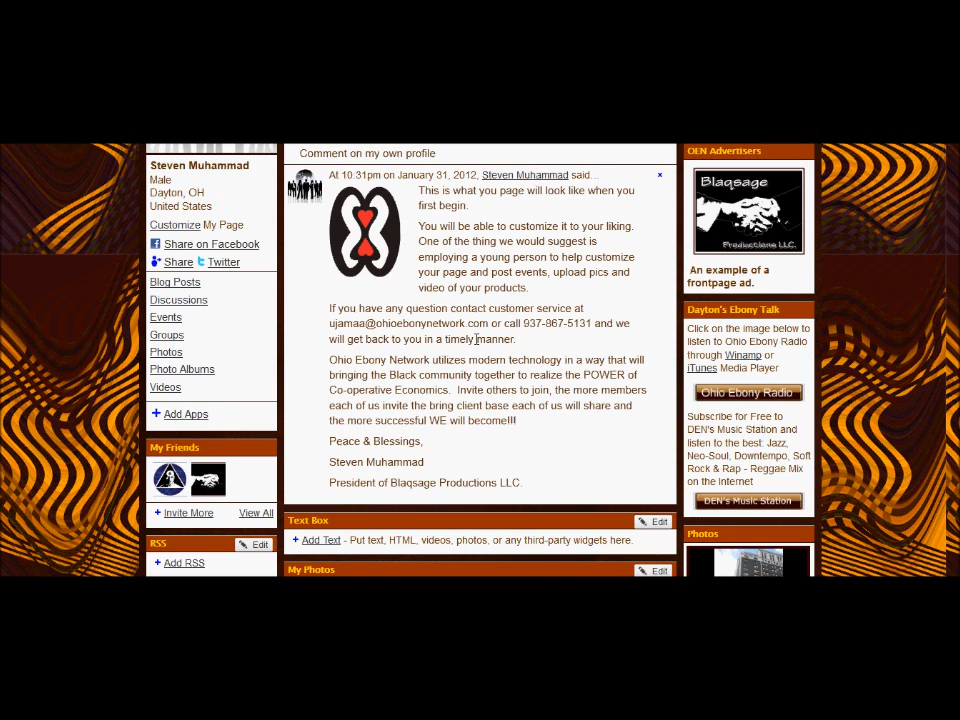 Steven Muhammad
Male
Dayton, OH
United States
Customize My Page
Share on Facebook
Share Twitter
Blog Posts
Discussions
Events
Groups
Photos
Photo Albums
Videos
Add Apps
My Friends
Invite More View All
RSS Edit
Add RSS
Comment on my own profile
At 10:31pm on January 31, 2012, Steven Muhammad said...
This is what you page will look like when you
first begin.
You will be able to customize it to your liking.
One of the thing we would suggest is
employing a young person to help customize
your page and post events, upload pics and
video of your products.
If you have any question contact customer service at
ujamaa@ohioebonynetwork.com or call 937-867-5131 and we
will get back to you in a timely manner.
Ohio Ebony Network utilizes modern technology in a way that will
bringing the Black community together to realize the POWER of
Co-operative Economics. Invite others to join, the more members
each of us invite the bring client base each of us will share and
the more successful WE will become!!!
Peace & Blessings,
Steven Muhammad
President of Blaqsage Productions LLC.
Text Box Edit
Add Text - Put text, HTML, videos, photos, or any third-party widgets here.
My Photos Edit
OEN Advertisers
Blaqsage
Productions LLC.
An example of a
frontpage ad.
Dayton's Ebony Talk
Click on the image below to
listen to Ohio Ebony Radio
through Winamp or
iTunes Media Player
Ohio Ebony Radio
Subscribe for Free to
DEN's Music Station and
listen to the best: Jazz,
Neo-Soul, Downtempo, Soft
Rock & Rap - Reggae Mix
on the Internet
DEN's Music Station
Photos